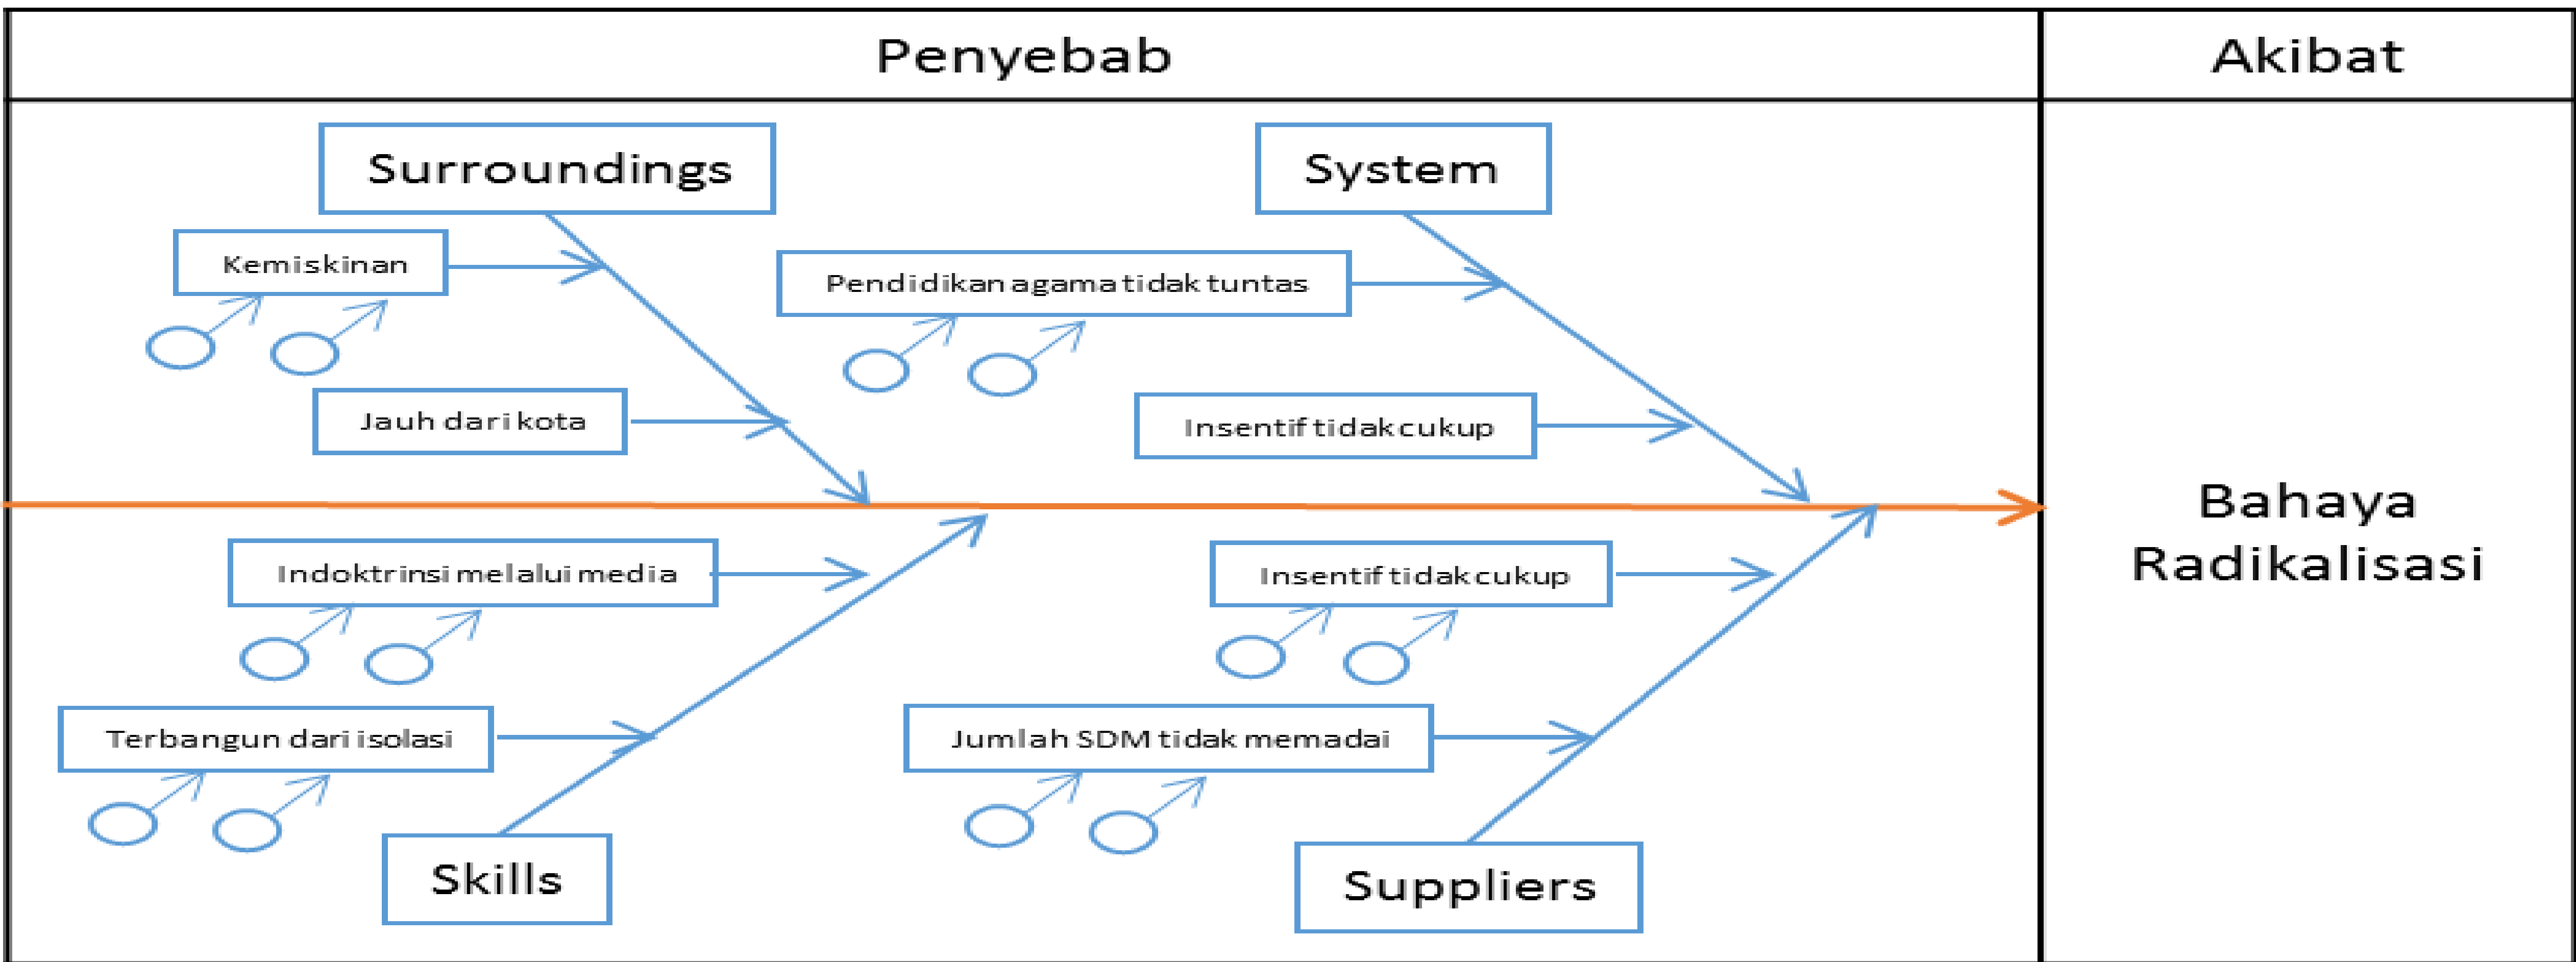 Penyebab
Akibat
Surroundings
System
Kemiskinan
Pendidikan agama tidak tuntas
Jauh dari kota
Insentif tidak cukup
Bahaya
Radikalisasi
Indoktrinsi melalui media
Insentif tidak cukup
Terbangun dari isolasi
Jumlah SDM tidak memadai
Skills
Suppliers